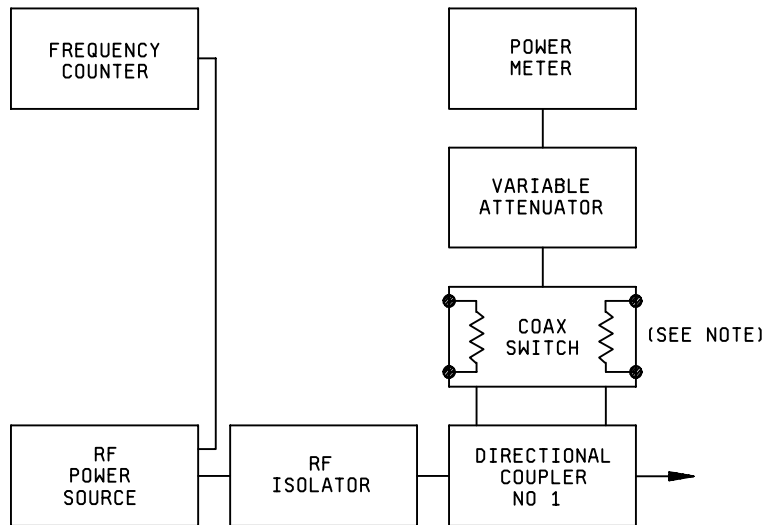 FREQUENCY
COUNTER
POWER
METER
VARIABLE
ATTENUATOR
COAX
SWITCH
(SEE NOTE)
RF
POWER
SOURCE
RF
ISOLATOR
DIRECTIONAL
COUPLER
NO 1